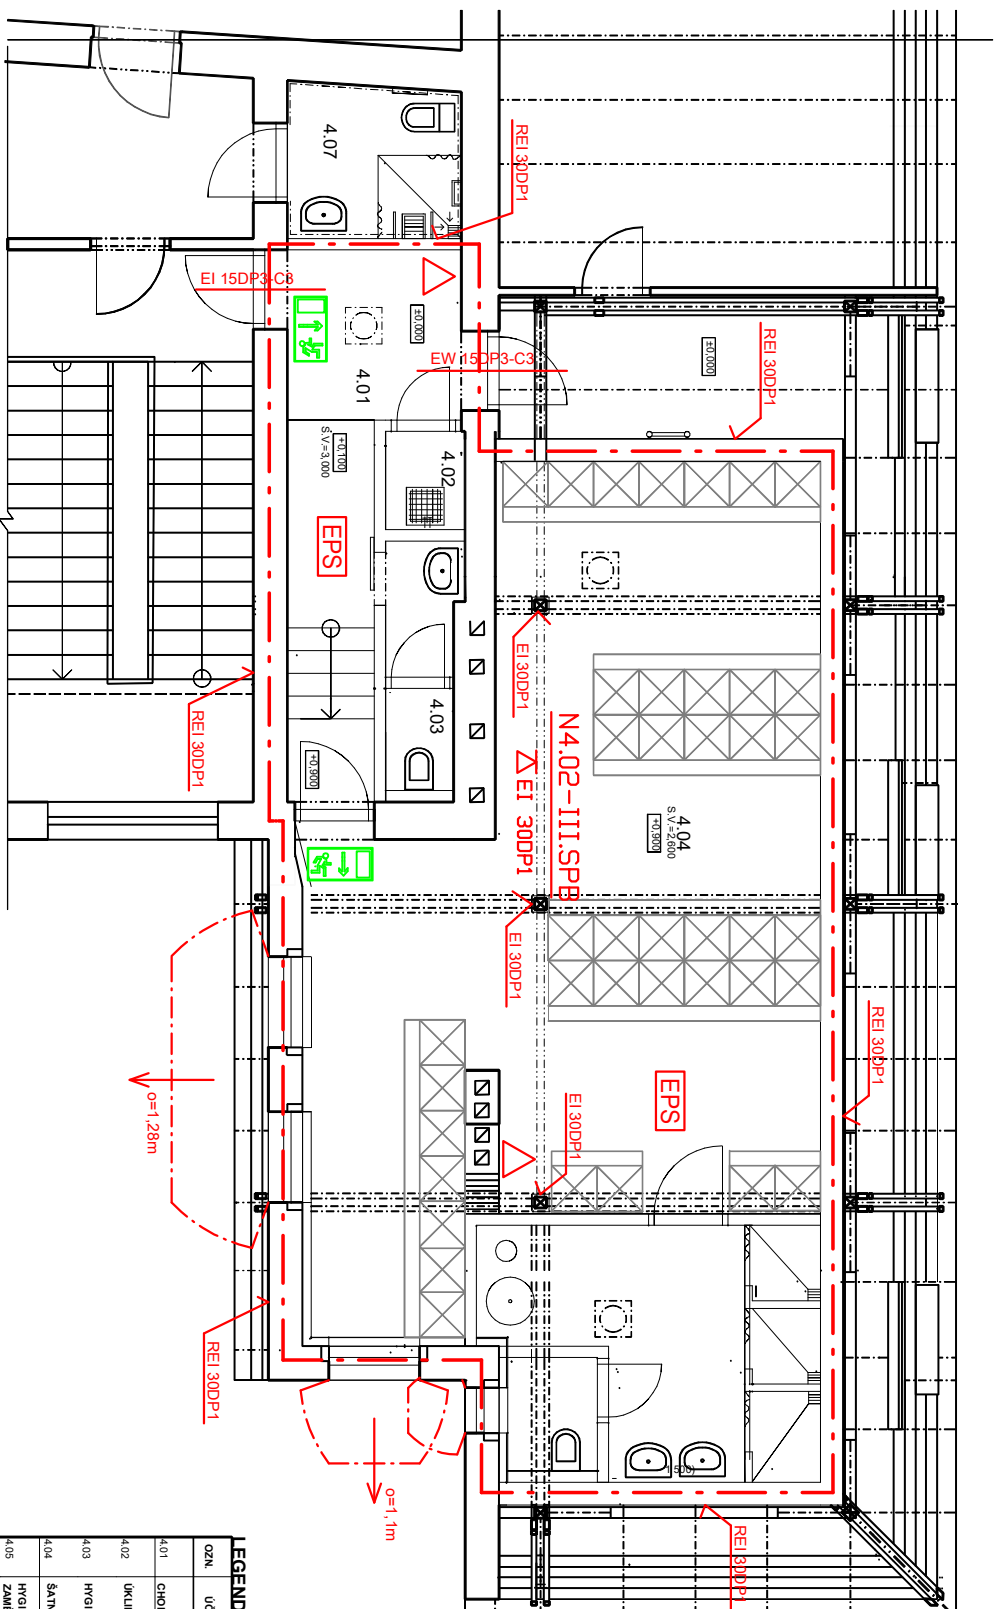 REI 30DP1
4.07
EI 15DP3-C3
±0,000
4.01
EW 15DP3-C3
±0,000
REI 30DP1
+0,100
S.V.=3,000
4.02
EPS
EI 30DP1
4.03
REI 30DP1
+0,900
N4.02-III.SPB
EI 30DP1
4.04
S.V.=2,600
+0,900
EI 30DP1
REI 30DP1
EPS
EI 30DP1
o=1,28m
REI 30DP1
o=1,1m
REI 30DP1
LEGEND
OZN.
4.01
4.02
4.03
4.04
4.05
HYGI
HYGI
ZAMĚ